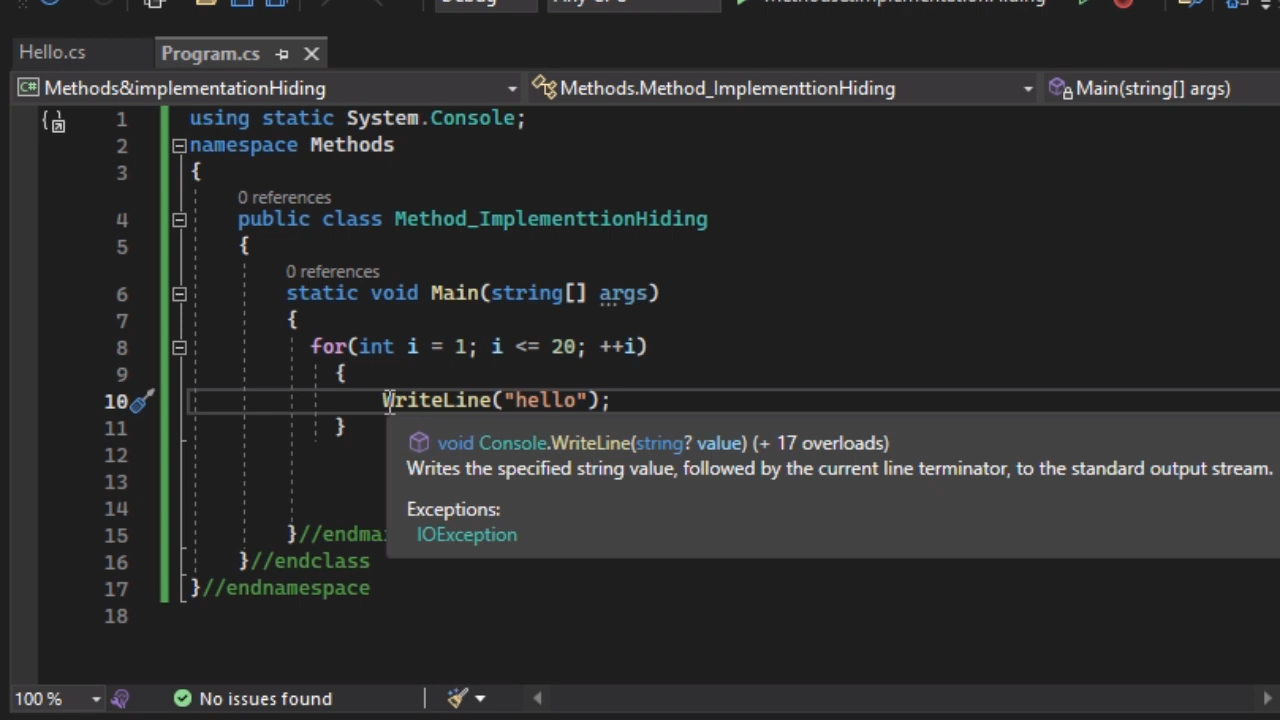 Hello.cs Program.cs
C# Methods&implementationHiding Methods.Method_ImplementtionHiding Main(string[] args)
1 using static System.Console;
2 namespace Methods
3 {
0 references
4 public class Method_ImplementtionHiding
5 {
0 references
6 static void Main(string[] args)
7 {
8 for(int i = 1; i <= 20; ++i)
9 {
10 WriteLine("hello");
11 }
void Console.WriteLine(string? value) (+ 17 overloads)
12
Writes the specified string value, followed by the current line terminator, to the standard output stream.
13
14 Exceptions:
15 }//endmai
IOException
16 }//endclass
17 }//endnamespace
18
100 % No issues found